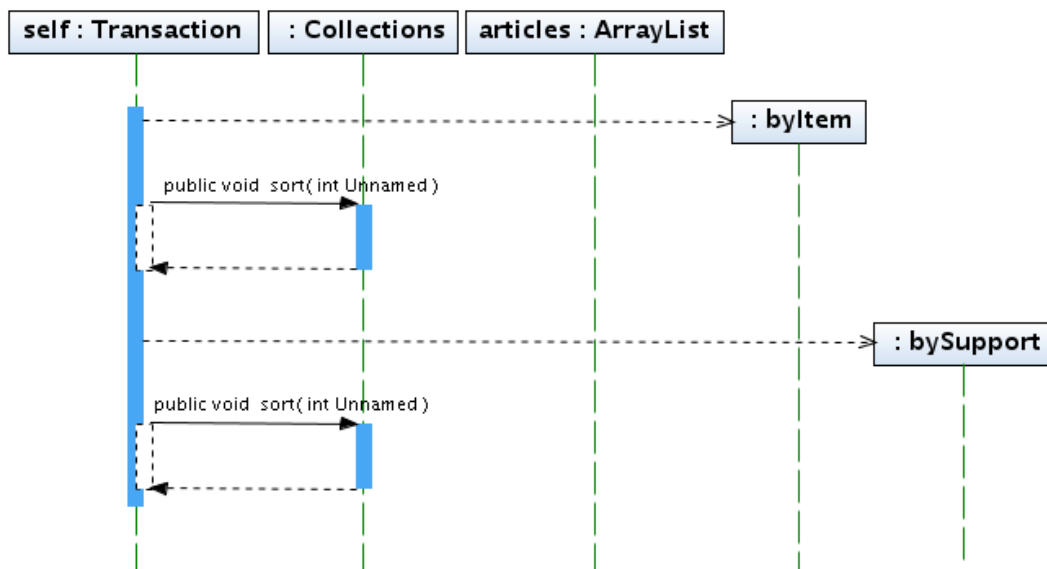 self : Transaction
: Collections
articles : ArrayList
: byItem
public void sort( int Unnamed )
: bySupport
public void sort( int Unnamed )